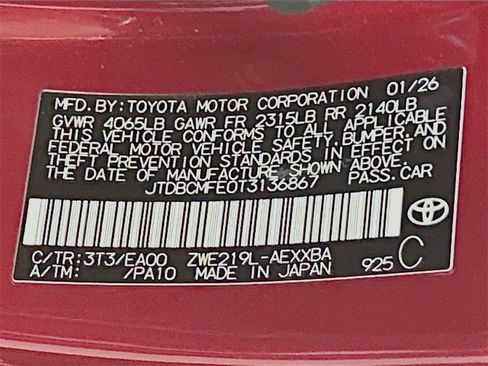 MFD.BY:TOYOTA MOTOR CORPORATION 01/26
GVWR 4065LB GAWR FR 2315LB RR 2140LB
THIS VEHICLE CONFORMS TO ALL APPLICABLE
FEDERAL MOTOR VEHICLE SAFETY,BUMPER,AND
THEFT PREVENTION STANDARDS IN EFFECT ON
THE DATE OF MANUFACTURE SHOWN ABOVE.
JTDBCMFE0T3136867 PASS.CAR
C/TR:3T3/EA00 ZWE219L-AEXXBA
A/TM: /PA10 MADE IN JAPAN 925 C